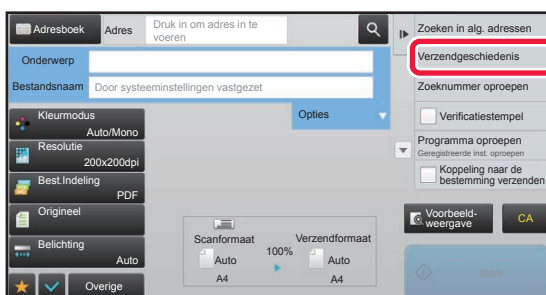 Adresboek
Adres
Druk in om adres in te
voeren
Onderwerp
Bestandsnaam
Door systeeminstellingen vastgezet
Opties
Kleurmodus
Auto/Mono
Resolutie
200x200dpi
Best.Indeling
PDF
Origineel
Belichting
Auto
Overige
Scanformaat
Auto
A4
100%
Verzendformaat
Auto
A4
Zoeken in alg. adressen
Verzendgeschiedenis
Zoeknummer oproepen
Verificatiestempel
Programma oproepen
Geregistreerde inst. oproepen
Koppeling naar de
bestemming verzenden
Voorbeeld-
weergave
CA
Start